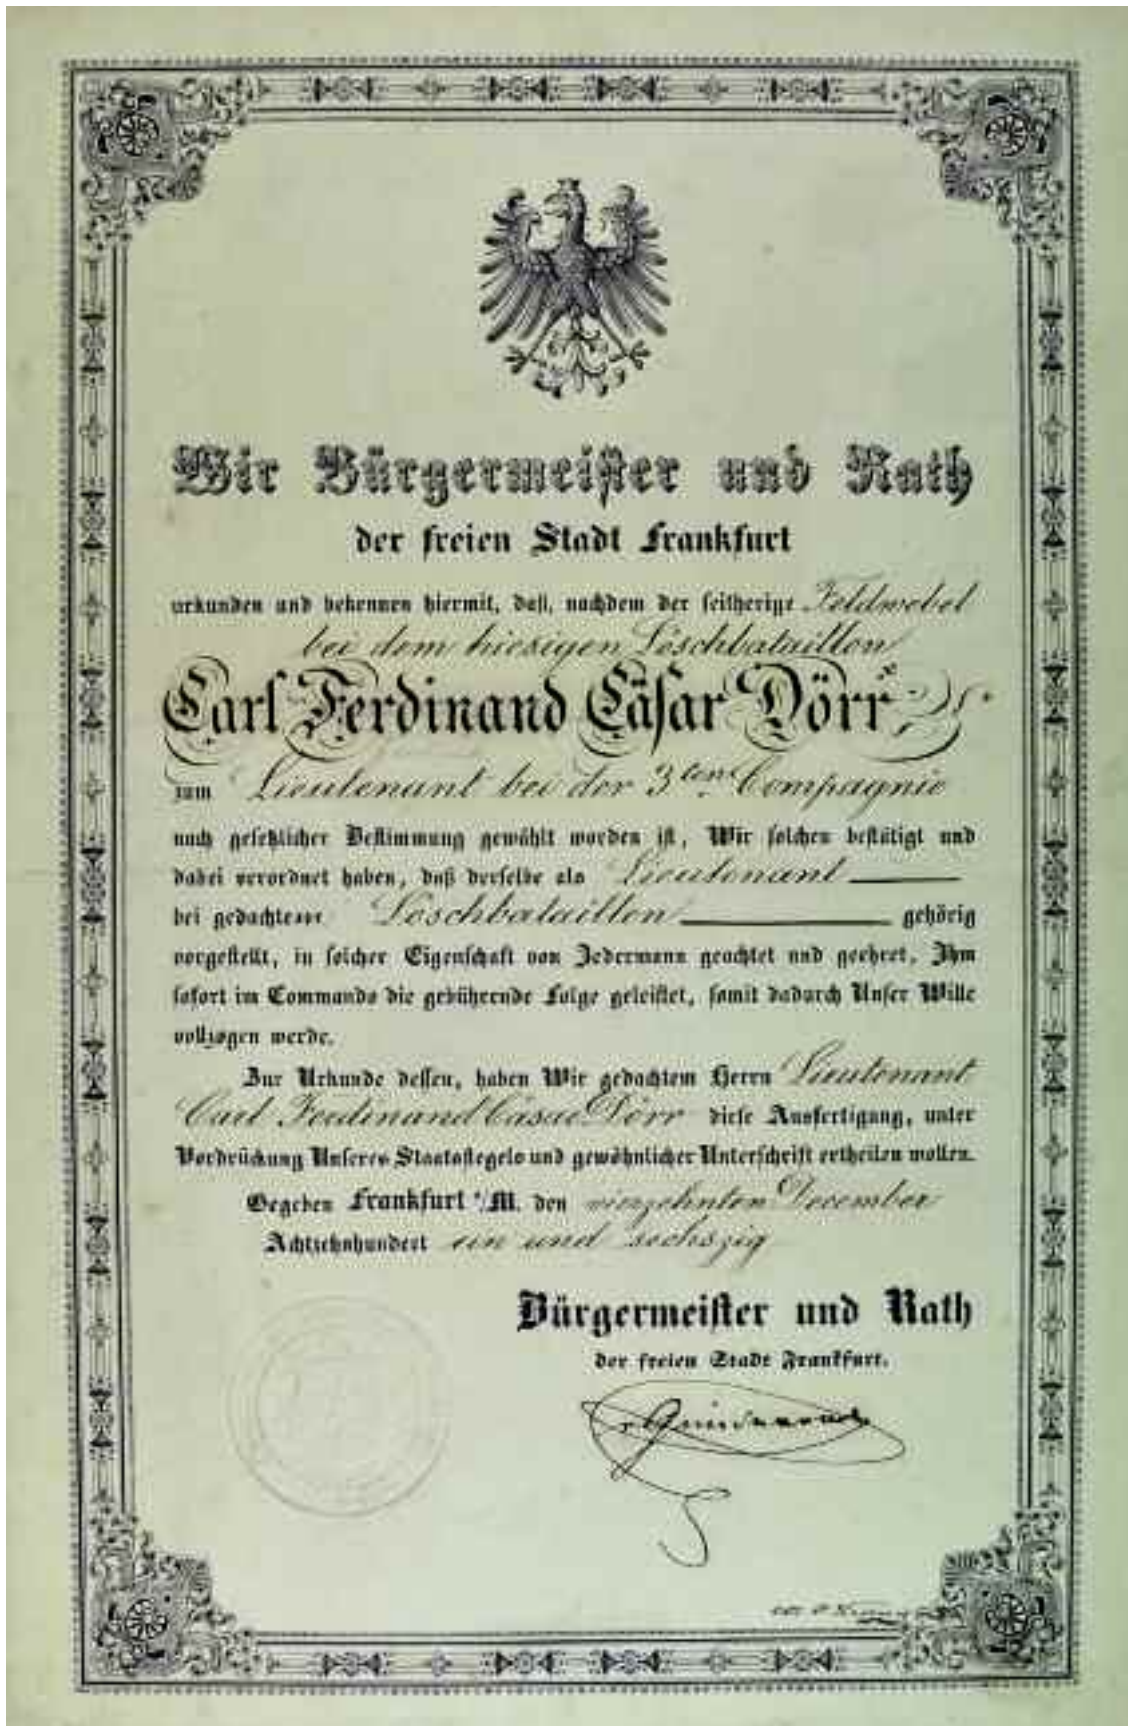 Wir Bürgermeister und Rath
der freien Stadt Frankfurt
urkunden und bekennen hiermit, daß, nachdem der seitherige Feldwebel
bei dem hiesigen Löschbataillon
Carl Ferdinand Cäsar Dörr
zum Lieutenant bei der 3ten Compagnie
nach gesetzlicher Bestimmung gewählt worden ist, Wir solchen bestätigt und
dabei verordnet haben, daß derselbe als Lieutenant
bei gedachtem Löschbataillon gehörig
vorgestellt, in solcher Eigenschaft von Jedermann geachtet und geehret, Ihm
sofort im Commando die gebührende Folge geleistet, somit dadurch Unser Wille
vollzogen werde.
Zur Urkunde dessen, haben Wir gedachtem Herrn Lieutenant
Carl Ferdinand Cäsar Dörr diese Ausfertigung, unter
Vordrückung Unseres Staatssiegels und gewöhnlicher Unterschrift ertheilen wollen.
Gegeben Frankfurt a/M. den vierzehnten December
Achtzehnhundert ein und sechszig
Bürgermeister und Rath
der freien Stadt Frankfurt.